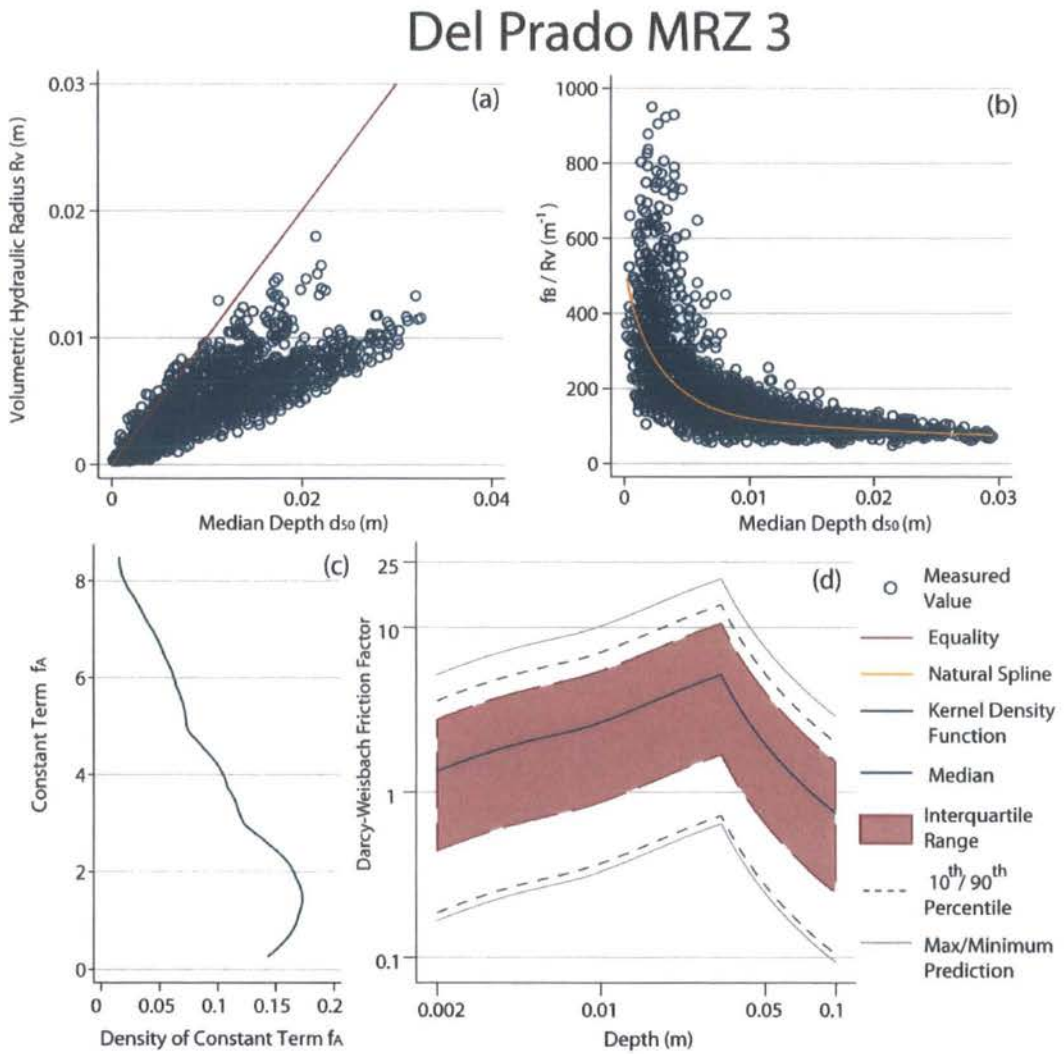 Del Prado MRZ 3
(a)
Volumetric Hydraulic Radius Rv (m)
0.03
0.02
0.01
0
0
0.02
0.04
Median Depth d50 (m)
(b)
fB / Rv (m-1)
1000
800
600
400
200
0
0
0.01
0.02
0.03
Median Depth d50 (m)
(c)
Constant Term fA
8
6
4
2
0
0
0.05
0.1
0.15
0.2
Density of Constant Term fA
(d)
Darcy-Weisbach Friction Factor
25
10
1
0.1
0.002
0.01
0.05
0.1
Depth (m)
Measured
Value
Equality
Natural Spline
Kernel Density
Function
Median
Interquartile
Range
10th/ 90th
Percentile
Max/Minimum
Prediction